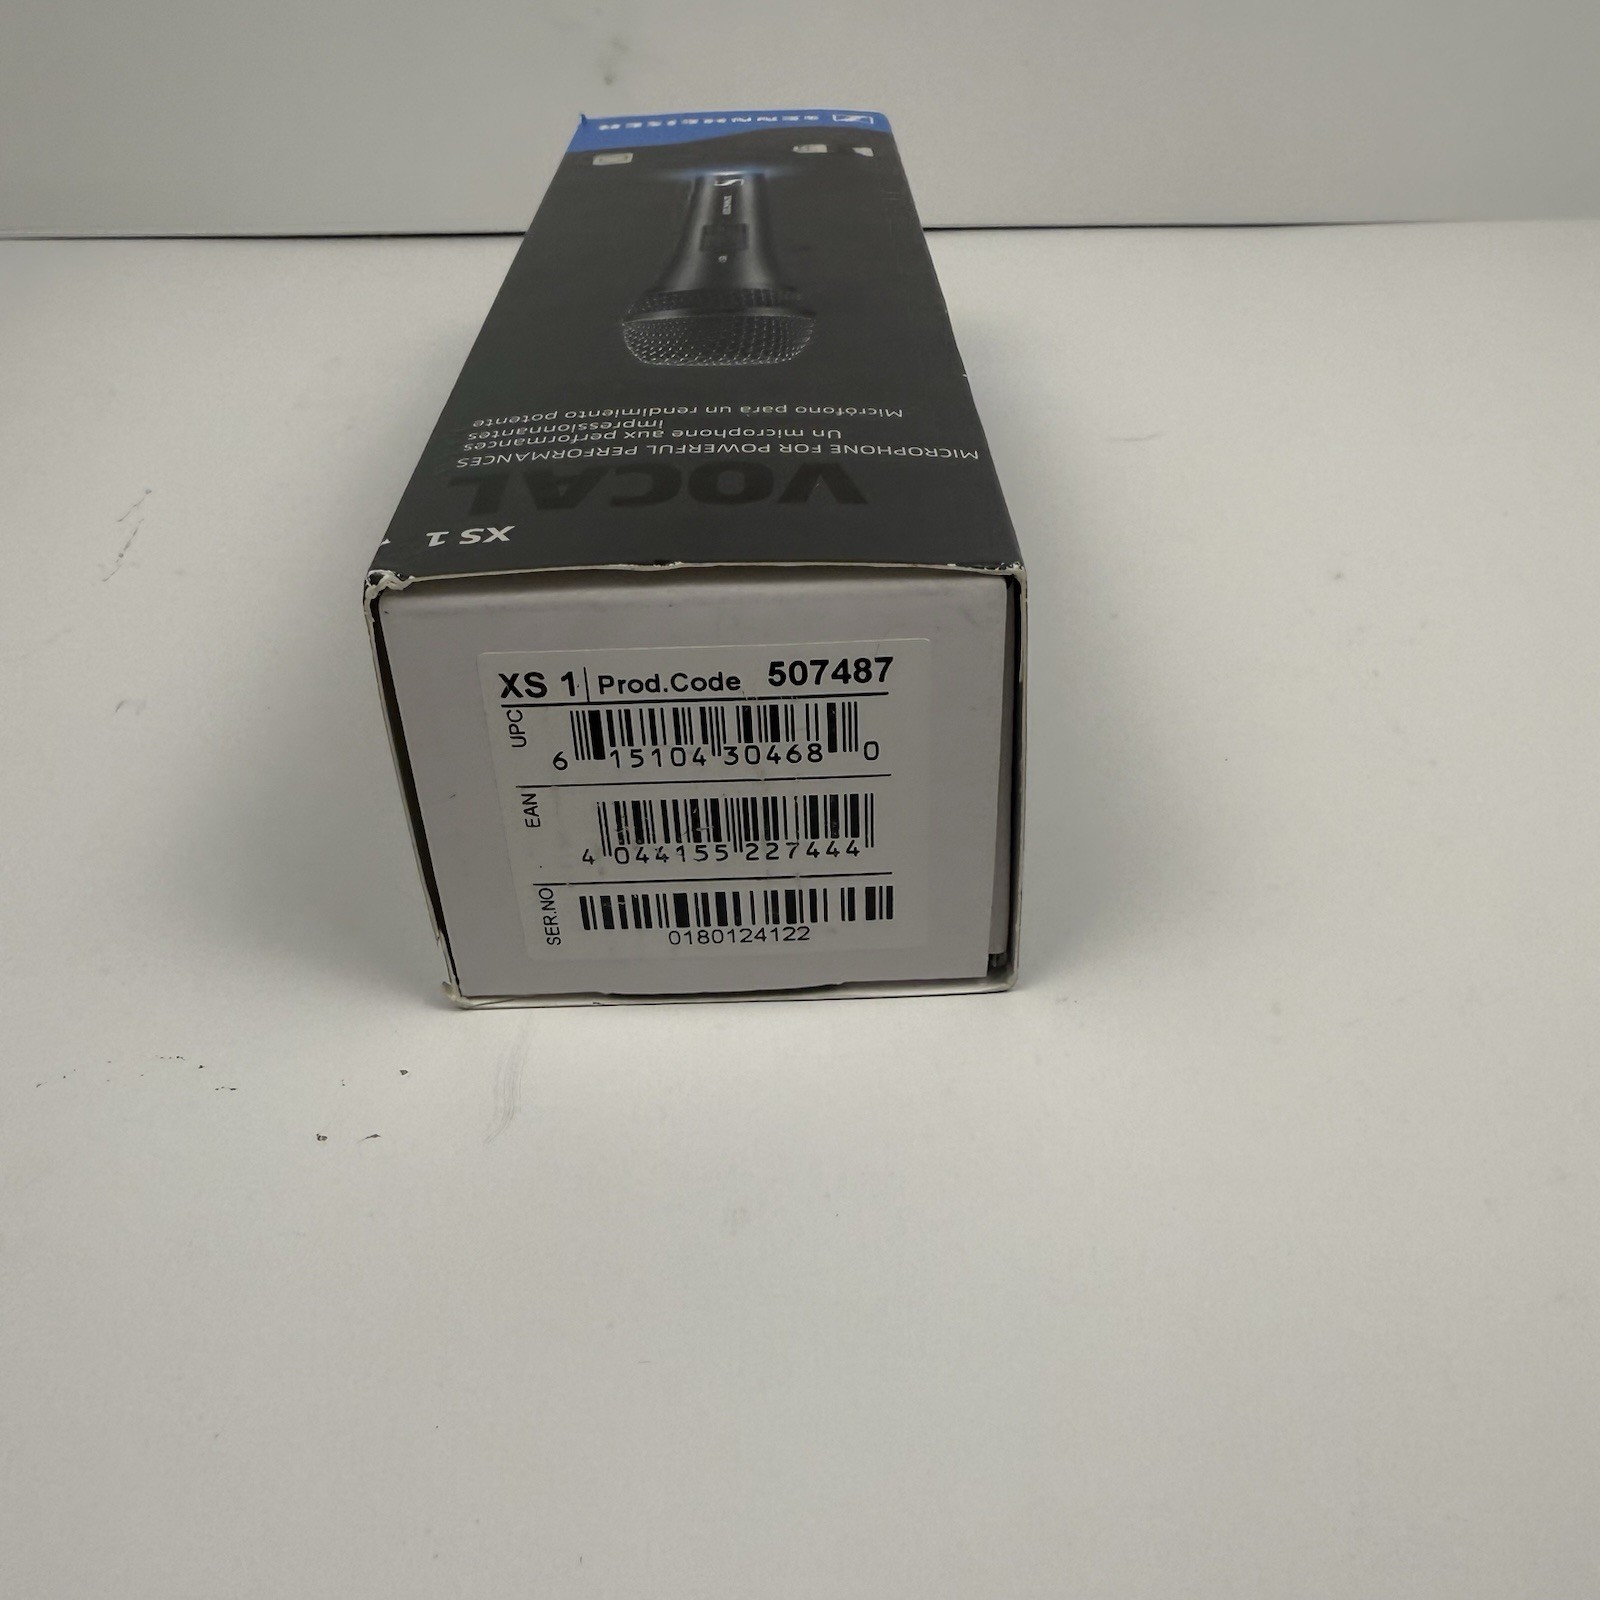 SENNHEISER
MICROPHONE FOR POWERFUL PERFORMANCES
Un microphone aux performances
impressionnantes
Micrófono para un rendimiento potente
VOCAL
XS 1
XS 1 Prod.Code 507487
UPC
6 15104 30468 0
EAN
4 044155 227444
SER.NO
0180124122